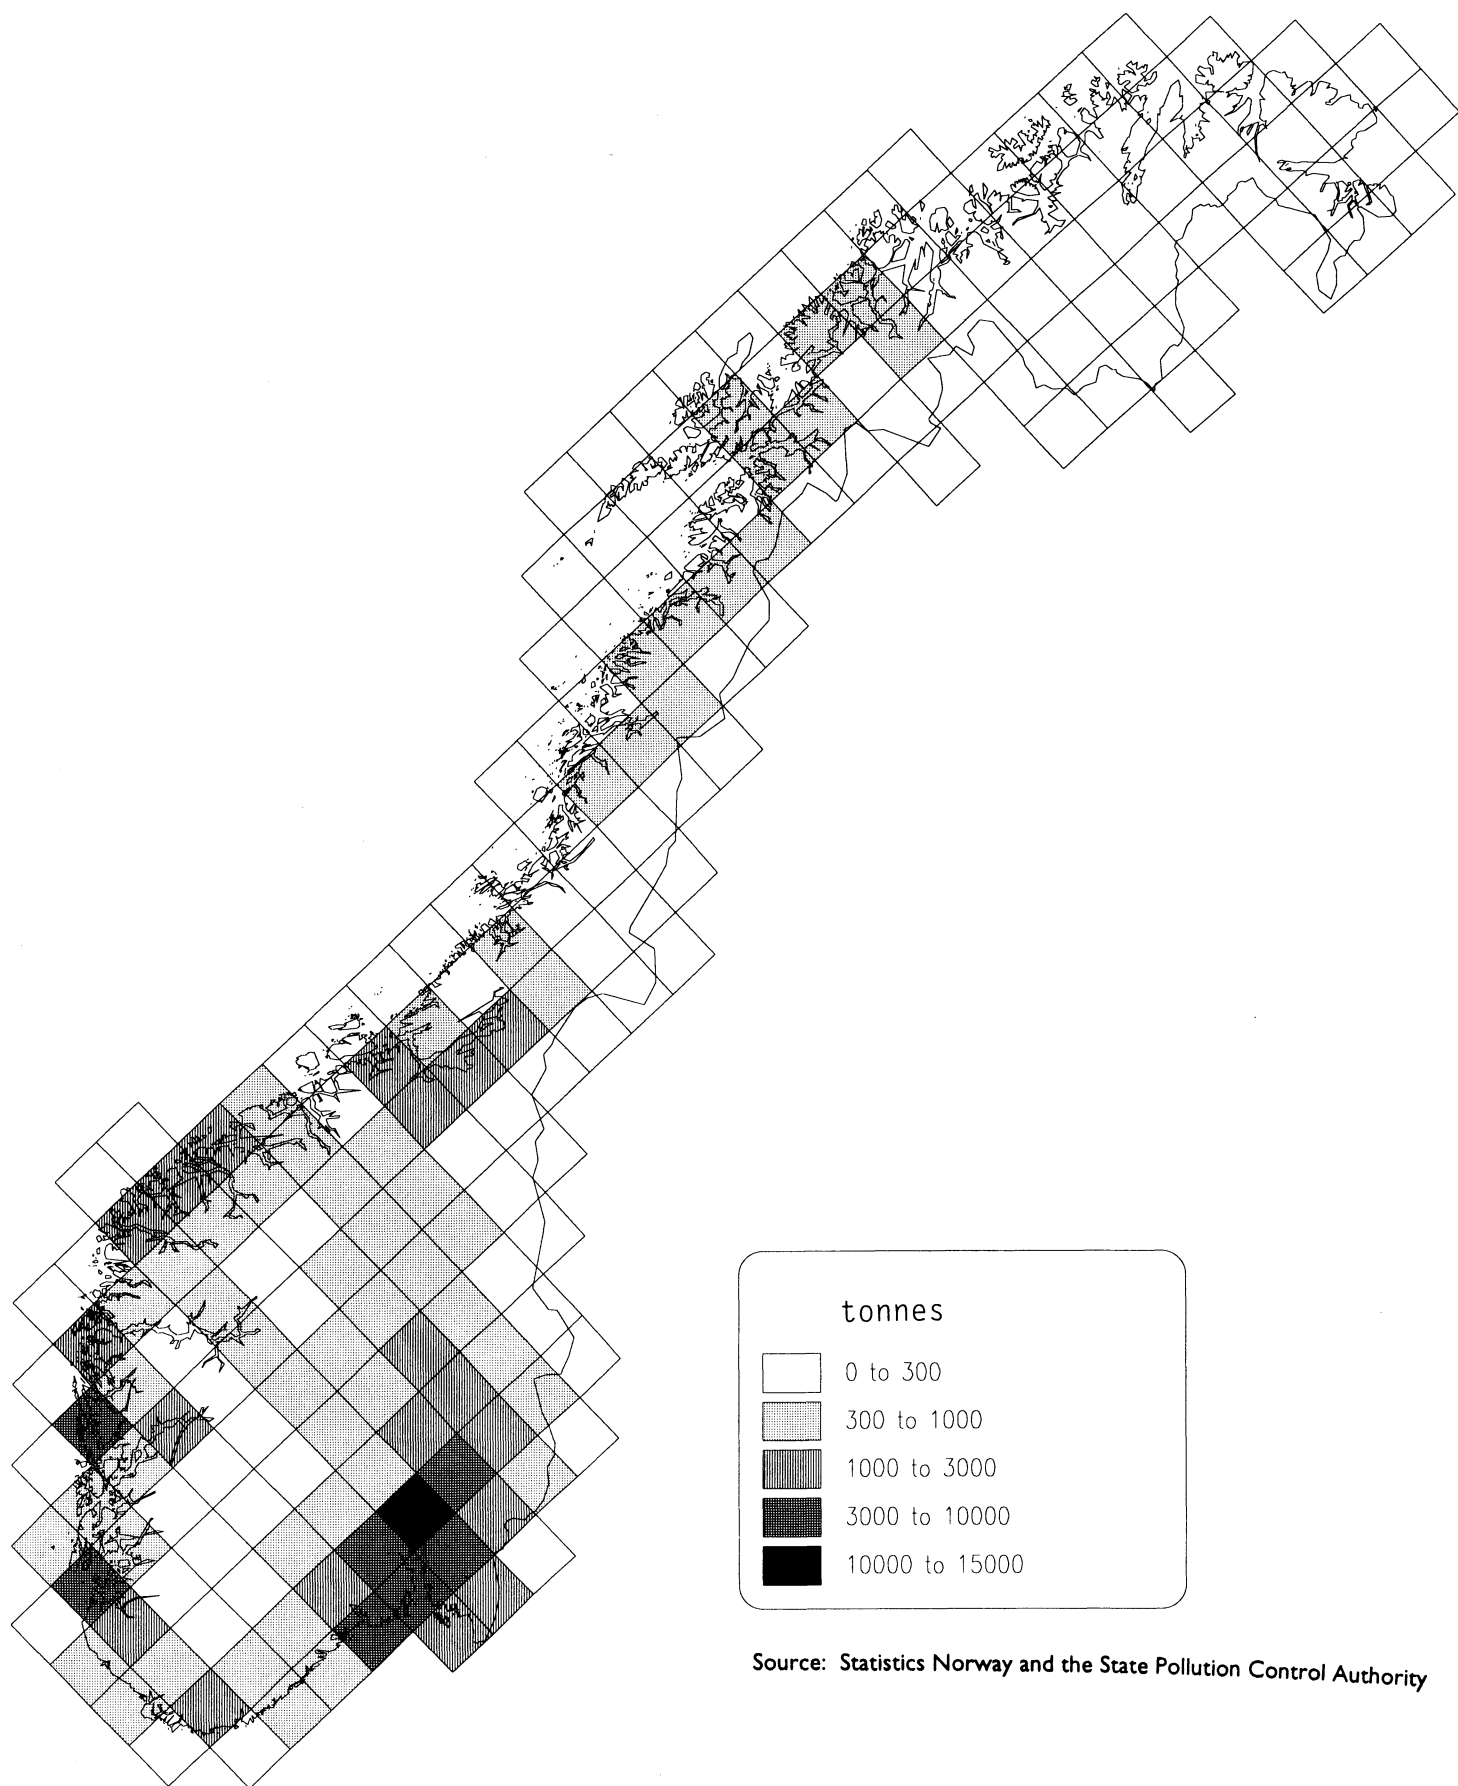 tonnes
0 to 300
300 to 1000
1000 to 3000
3000 to 10000
10000 to 15000
Source: Statistics Norway and the State Pollution Control Authority